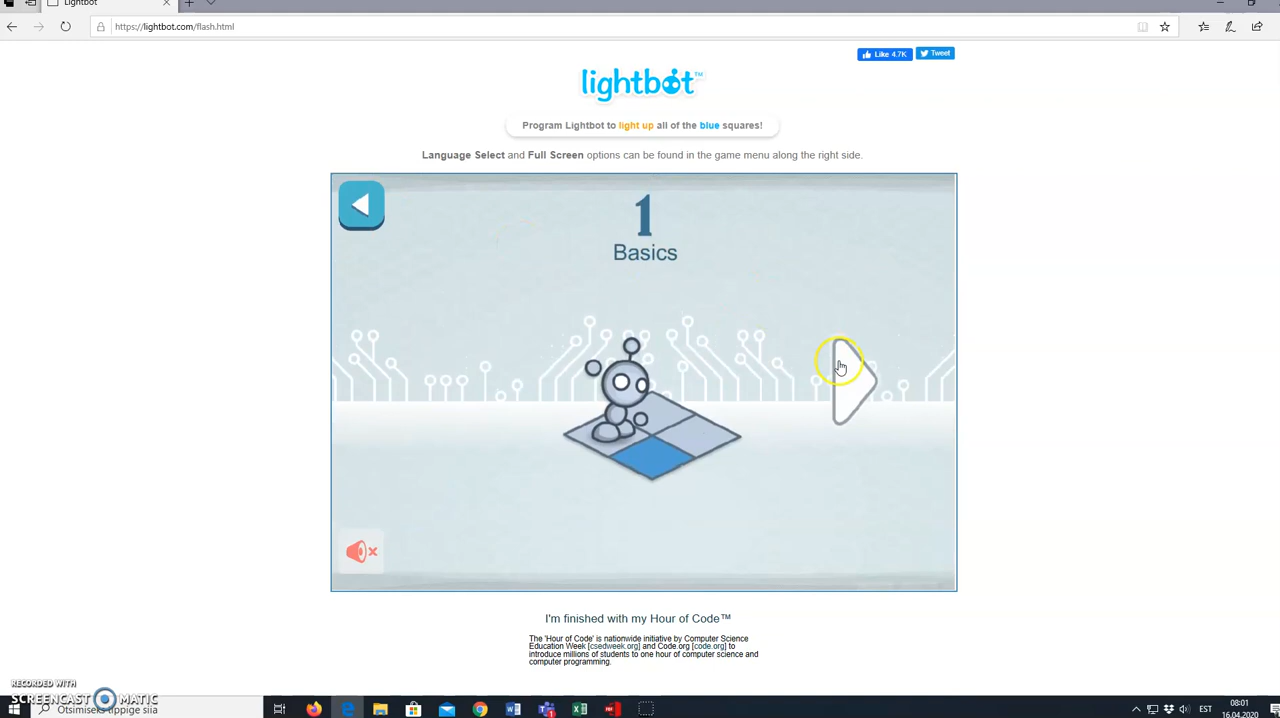 Lightbot
https://lightbot.com/flash.html
Like 4.7K
Tweet
lightbot™
Program Lightbot to light up all of the blue squares!
Language Select and Full Screen options can be found in the game menu along the right side.
1
Basics
I'm finished with my Hour of Code™
The 'Hour of Code' is nationwide initiative by Computer Science
Education Week [csedweek.org] and Code.org [code.org] to
introduce millions of students to one hour of computer science and
computer programming.
RECORDED WITH
SCREENCAST MATIC
Otsimiseks tippige siia
EST
08:01
16.04.2020